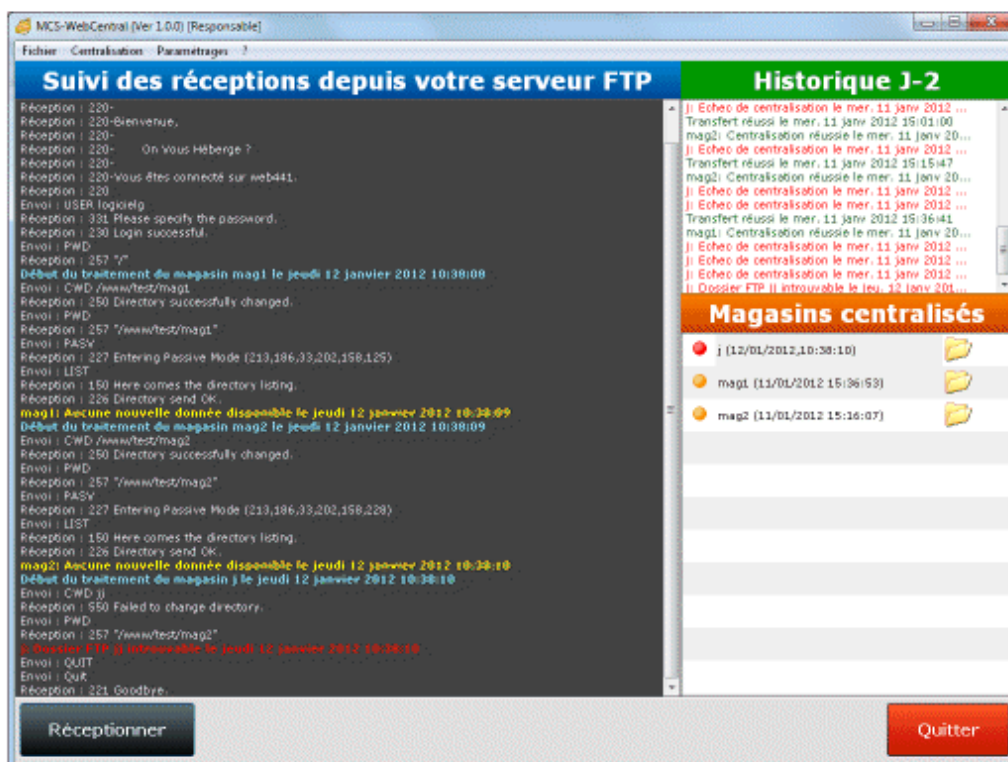 MCS-WebCentral (Ver 1.0.0) [Responsable]
Fichier Centralisation Paramétrages ?
Suivi des réceptions depuis votre serveur FTP
Réception : 220-
Réception : 220-Bienvenue,
Réception : 220-
Réception : 220- On Vous Héberge ?
Réception : 220-
Réception : 220-Vous êtes connecté sur web441.
Réception : 220
Envoi : USER logicielg
Réception : 331 Please specify the password.
Réception : 230 Login successful.
Envoi : PWD
Réception : 257 "/"
Début du traitement du magasin mag1 le jeudi 12 janvier 2012 10:38:08
Envoi : CWD /www/test/mag1
Réception : 250 Directory successfully changed.
Envoi : PWD
Réception : 257 "/www/test/mag1"
Envoi : PASV
Réception : 227 Entering Passive Mode (213,186,33,202,158,125)
Envoi : LIST
Réception : 150 Here comes the directory listing.
Réception : 226 Directory send OK.
mag1: Aucune nouvelle donnée disponible le jeudi 12 janvier 2012 10:38:09
Début du traitement du magasin mag2 le jeudi 12 janvier 2012 10:38:09
Envoi : CWD /www/test/mag2
Réception : 250 Directory successfully changed.
Envoi : PWD
Réception : 257 "/www/test/mag2"
Envoi : PASV
Réception : 227 Entering Passive Mode (213,186,33,202,158,228)
Envoi : LIST
Réception : 150 Here comes the directory listing.
Réception : 226 Directory send OK.
mag2: Aucune nouvelle donnée disponible le jeudi 12 janvier 2012 10:38:10
Début du traitement du magasin j le jeudi 12 janvier 2012 10:38:10
Envoi : CWD jj
Réception : 550 Failed to change directory.
Envoi : PWD
Réception : 257 "/www/test/mag2"
j: Dossier FTP jj introuvable le jeudi 12 janvier 2012 10:38:10
Envoi : QUIT
Envoi : Quit
Réception : 221 Goodbye.
Historique J-2
j: Echec de centralisation le mer. 11 janv 2012 ...
Transfert réussi le mer. 11 janv 2012 15:01:00
mag2: Centralisation réussie le mer. 11 janv 20...
j: Echec de centralisation le mer. 11 janv 2012 ...
Transfert réussi le mer. 11 janv 2012 15:15:47
mag2: Centralisation réussie le mer. 11 janv 20...
j: Echec de centralisation le mer. 11 janv 2012 ...
j: Echec de centralisation le mer. 11 janv 2012 ...
Transfert réussi le mer. 11 janv 2012 15:36:41
mag1: Centralisation réussie le mer. 11 janv 20...
j: Echec de centralisation le mer. 11 janv 2012 ...
j: Echec de centralisation le mer. 11 janv 2012 ...
j: Echec de centralisation le mer. 11 janv 2012 ...
j: Dossier FTP jj introuvable le jeu. 12 janv 201...
Magasins centralisés
j (12/01/2012,10:38:10)
mag1 (11/01/2012 15:36:53)
mag2 (11/01/2012 15:16:07)
Réceptionner
Quitter